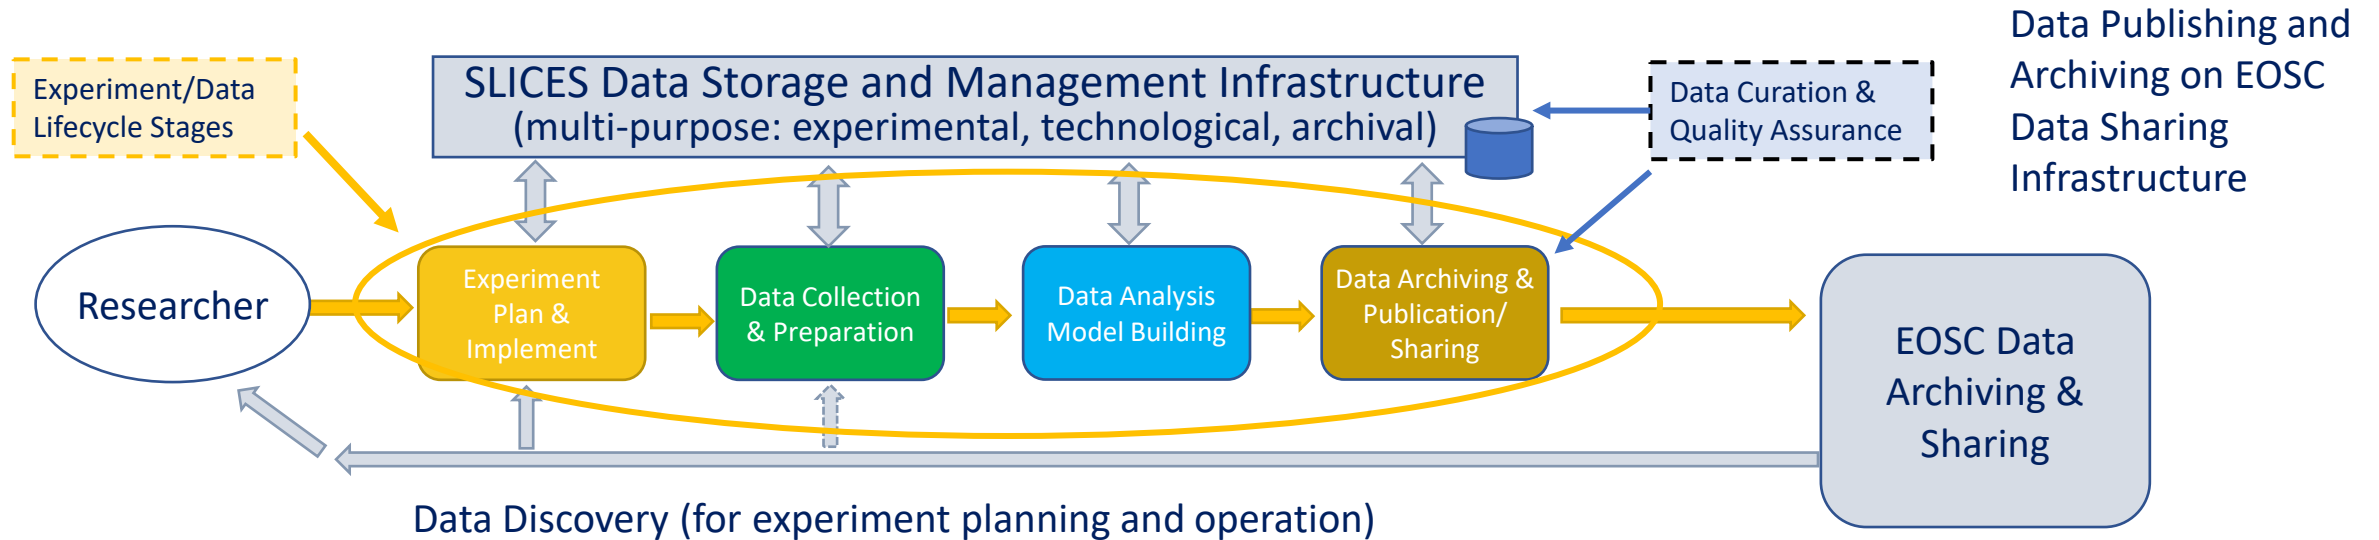 Data Publishing and
Archiving on EOSC
Data Sharing
Infrastructure
Experiment/Data
Lifecycle Stages
SLICES Data Storage and Management Infrastructure
(multi-purpose: experimental, technological, archival)
Data Curation &
Quality Assurance
Researcher
Experiment
Plan &
Implement
Data Collection
& Preparation
Data Analysis
Model Building
Data Archiving &
Publication/
Sharing
EOSC Data
Archiving &
Sharing
Data Discovery (for experiment planning and operation)